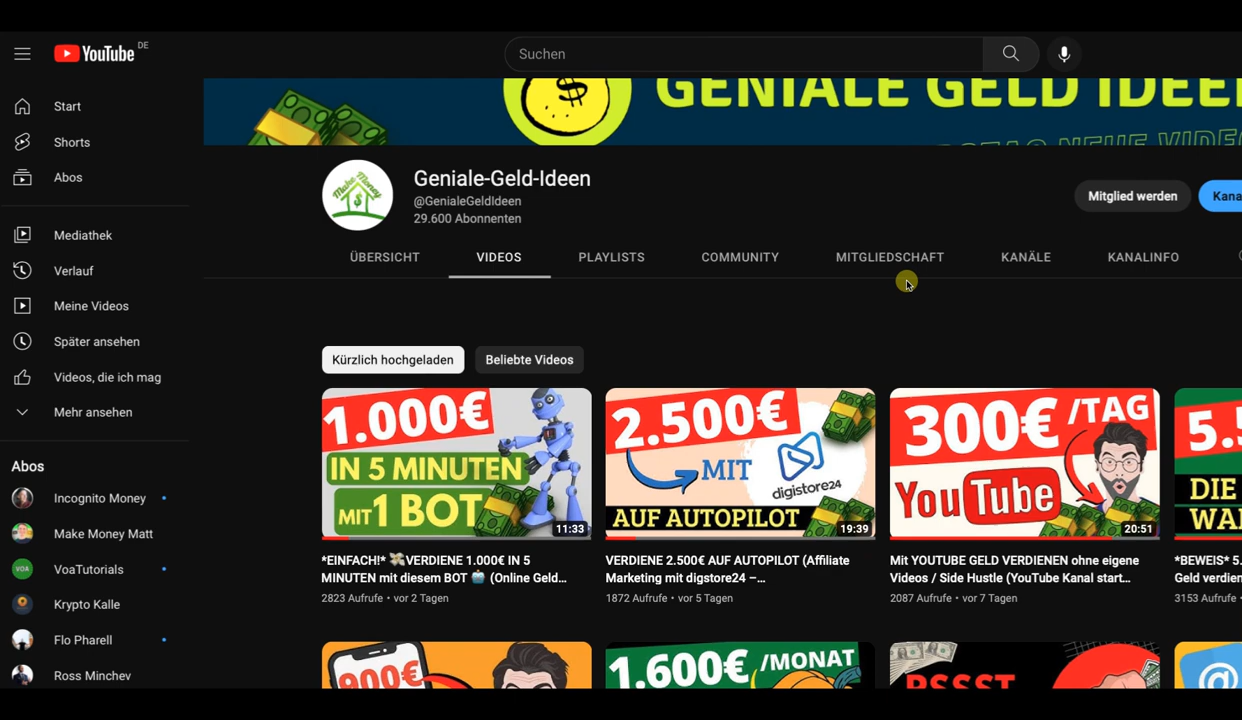 YouTube DE
Suchen
GENIALE GELD IDEEN
Start
Shorts
Abos
Mediathek
Verlauf
Meine Videos
Später ansehen
Videos, die ich mag
Mehr ansehen
Abos
Incognito Money
Make Money Matt
VOA
VoaTutorials
Krypto Kalle
Flo Pharell
Ross Minchev
Make Money
$
Geniale-Geld-Ideen
@GenialeGeldIdeen
29.600 Abonnenten
Mitglied werden
Kana
ÜBERSICHT
VIDEOS
PLAYLISTS
COMMUNITY
MITGLIEDSCHAFT
KANÄLE
KANALINFO
Kürzlich hochgeladen
Beliebte Videos
1.000€
IN 5 MINUTEN
MIT 1 BOT
11:33
*EINFACH!* 💸VERDIENE 1.000€ IN 5
MINUTEN mit diesem BOT 🤖 (Online Geld...
2823 Aufrufe • vor 2 Tagen
2.500€
MIT
digistore24
AUF AUTOPILOT
19:39
VERDIENE 2.500€ AUF AUTOPILOT (Affiliate
Marketing mit digstore24 –...
1872 Aufrufe • vor 5 Tagen
300€ /TAG
YouTube
20:51
Mit YOUTUBE GELD VERDIENEN ohne eigene
Videos / Side Hustle (YouTube Kanal start...
2087 Aufrufe • vor 7 Tagen
5.5
DIE
WA
*BEWEIS* 5.
Geld verdien
3153 Aufrufe
900€
1.600€ /MONAT
PSSST
@